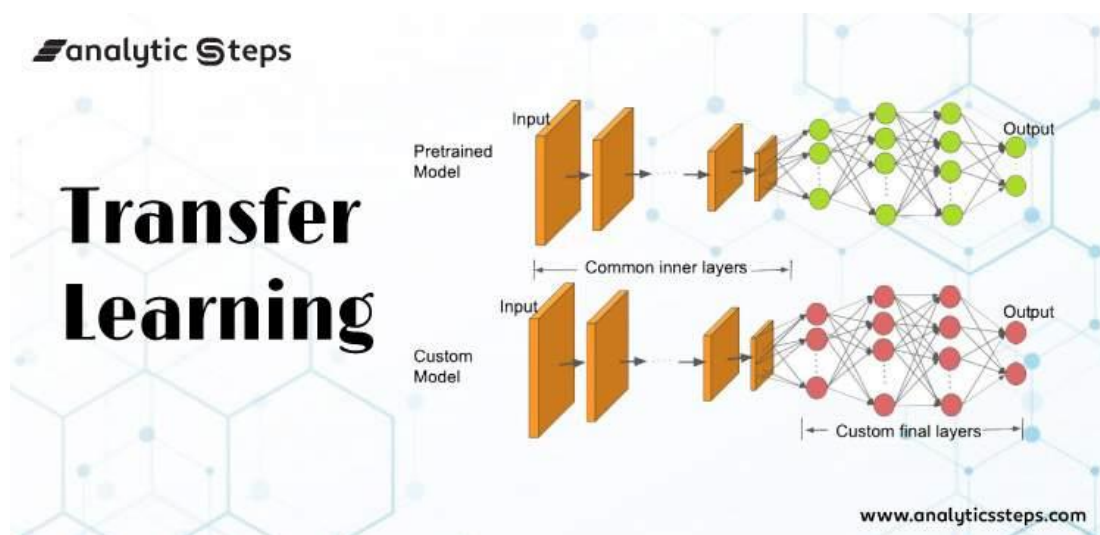 analytic Steps
Transfer
Learning
Input
Pretrained
Model
Output
Common inner layers
Input
Custom
Model
Output
Custom final layers
www.analyticssteps.com